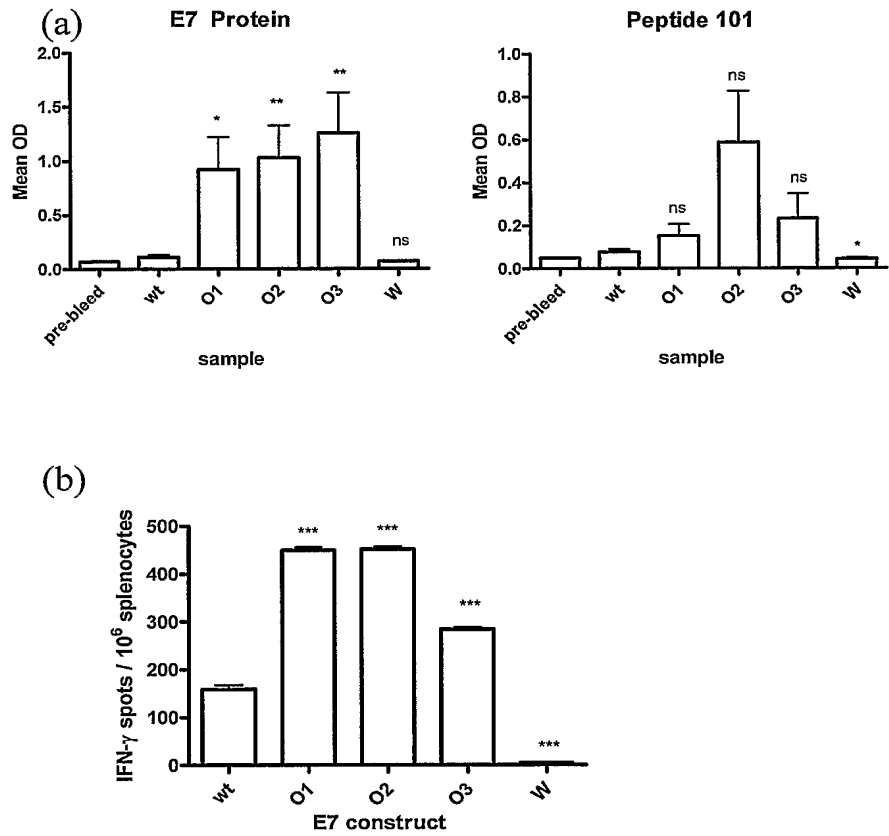 (a)
E7 Protein
Mean OD
2.0
1.5
1.0
0.5
0.0
*
**
**
ns
pre-bleed
wt
O1
O2
O3
W
sample
Peptide 101
Mean OD
1.0
0.8
0.6
0.4
0.2
0.0
ns
ns
ns
*
pre-bleed
wt
O1
O2
O3
W
sample
(b)
IFN-γ spots / 10⁶ splenocytes
500
400
300
200
100
0
***
***
***
***
wt
O1
O2
O3
W
E7 construct